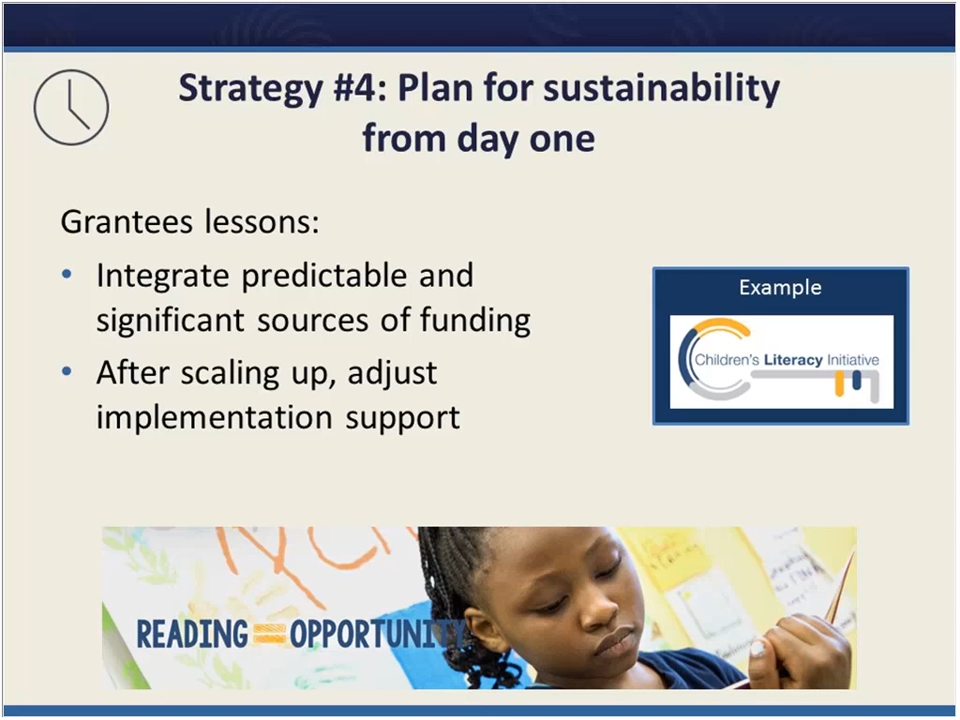 Strategy #4: Plan for sustainability
from day one
Grantees lessons:
• Integrate predictable and
significant sources of funding
• After scaling up, adjust
implementation support
Example
Children's Literacy Initiative
READING = OPPORTUNITY